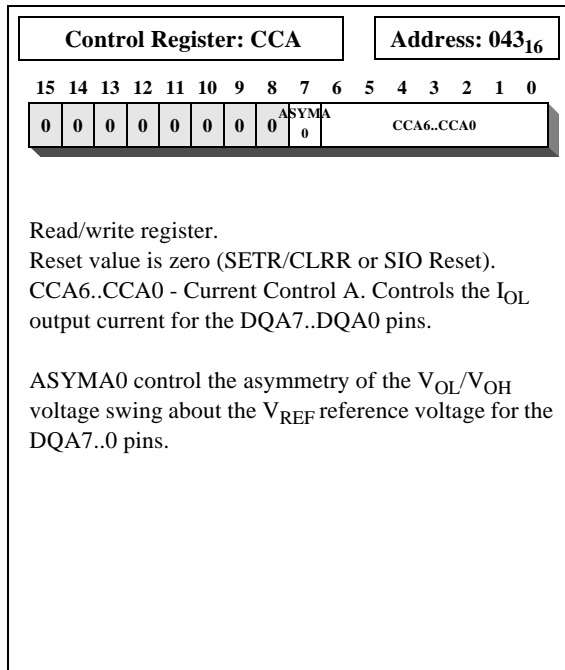 Control Register: CCA
Address: 043₁₆
15 14 13 12 11 10 9 8 7 6 5 4 3 2 1 0
0 0 0 0 0 0 0 0 ASYMA0 CCA6..CCA0
Read/write register.
Reset value is zero (SETR/CLRR or SIO Reset).
CCA6..CCA0 - Current Control A. Controls the I_OL
output current for the DQA7..DQA0 pins.
ASYMA0 control the asymmetry of the V_OL/V_OH
voltage swing about the V_REF reference voltage for the
DQA7..0 pins.